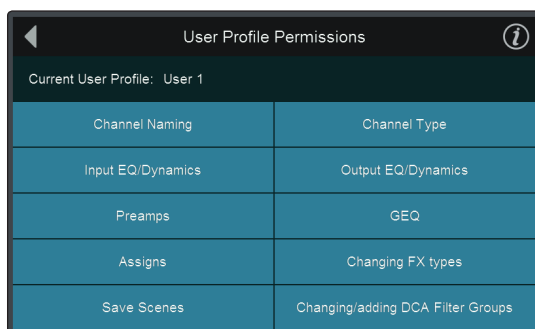 User Profile Permissions
i
Current User Profile: User 1
Channel Naming
Channel Type
Input EQ/Dynamics
Output EQ/Dynamics
Preamps
GEQ
Assigns
Changing FX types
Save Scenes
Changing/adding DCA Filter Groups